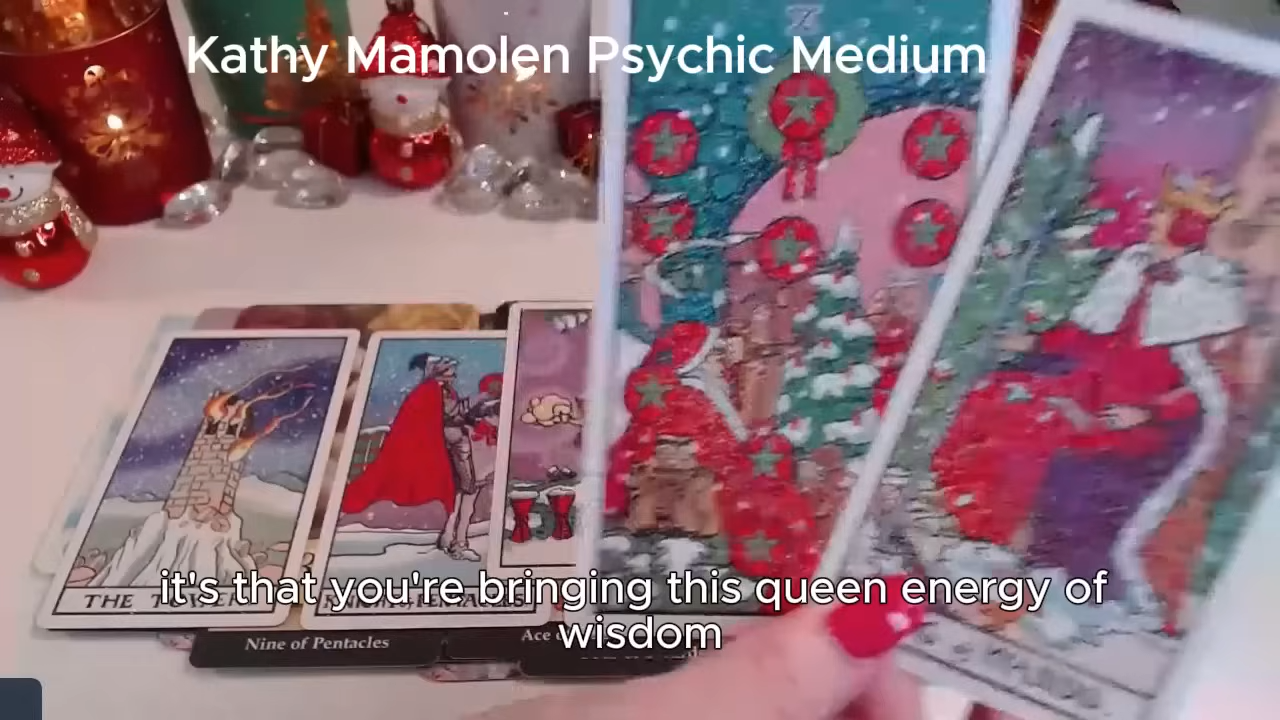 Kathy Mamolen Psychic Medium
X
THE TOWER
Nine of Pentacles
Ace
it's that you're bringing this queen energy of
wisdom